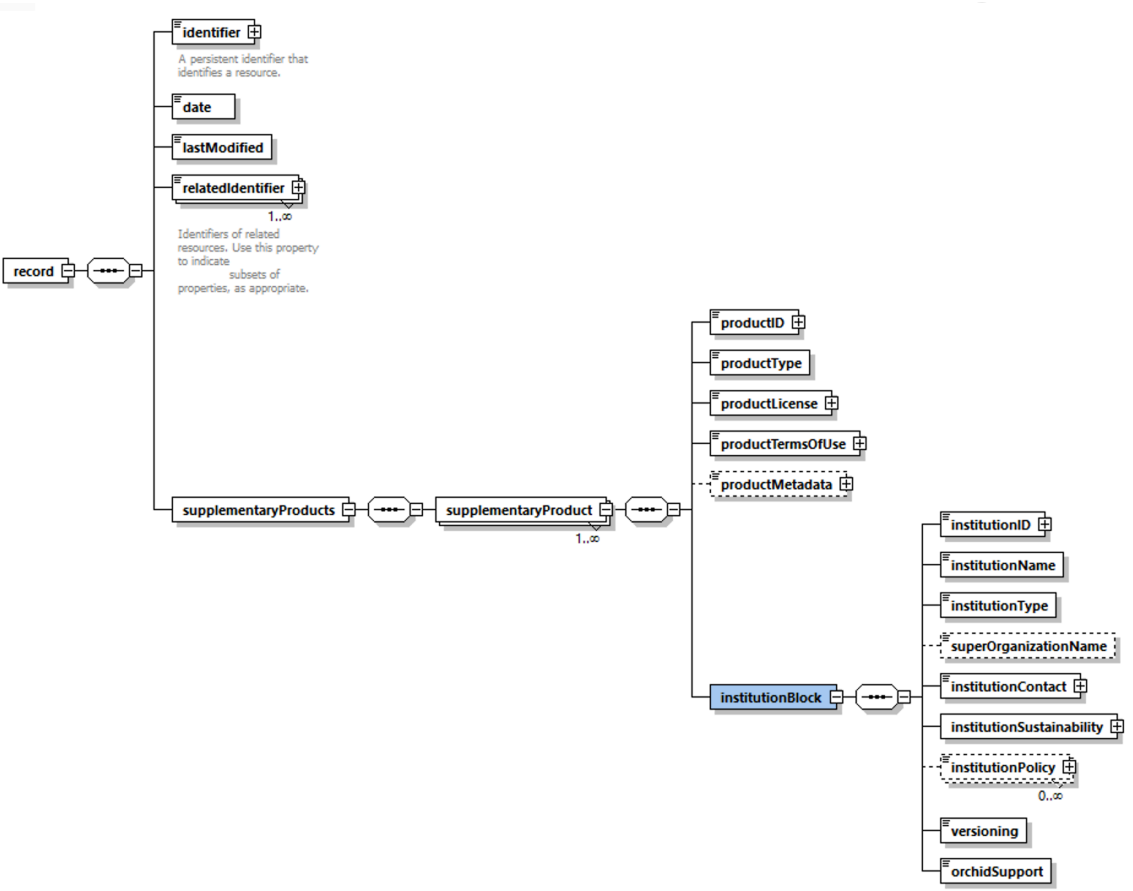 identifier
A persistent identifier that
identifies a resource.
date
lastModified
relatedIdentifier
1..∞
Identifiers of related
resources. Use this property
to indicate
subsets of
properties, as appropriate.
record
productID
productType
productLicense
productTermsOfUse
productMetadata
supplementaryProducts
supplementaryProduct
1..∞
institutionID
institutionName
institutionType
superOrganizationName
institutionBlock
institutionContact
institutionSustainability
institutionPolicy
0..∞
versioning
orchidSupport